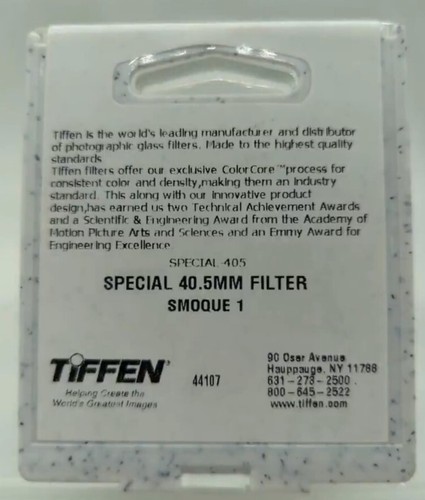 Tiffen is the world's leading manufacturer and distributor
of photographic glass filters. Made to the highest quality
standards
Tiffen filters offer our exclusive ColorCore™process for
consistent color and density,making them an industry
standard. This along with our innovative product
design,has earned us two Technical Achievement Awards
and a Scientific & Engineering Award from the Academy of
Motion Picture Arts and Sciences and an Emmy Award for
Engineering Excellence
SPECIAL 405
SPECIAL 40.5MM FILTER
SMOQUE 1
TIFFEN®
Helping Create the
World's Greatest Images
44107
90 Oser Avenue
Hauppauge, NY 11788
631-273-2500
800-645-2522
www.tiffen.com